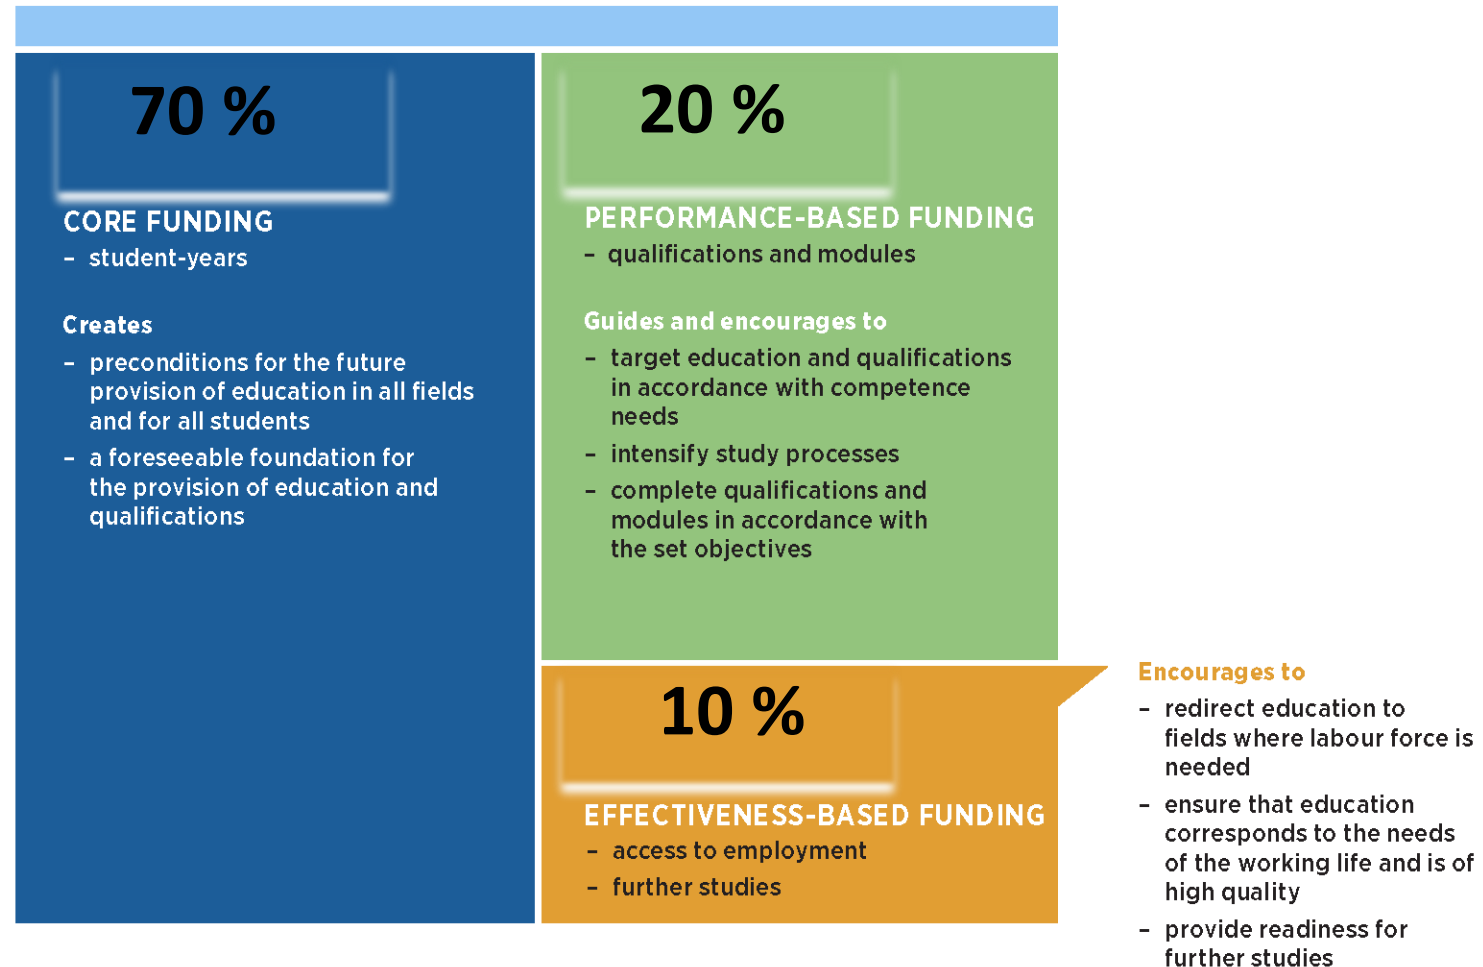 70 %
CORE FUNDING
– student-years
Creates
– preconditions for the future
provision of education in all fields
and for all students
– a foreseeable foundation for
the provision of education and
qualifications
20 %
PERFORMANCE-BASED FUNDING
– qualifications and modules
Guides and encourages to
– target education and qualifications
in accordance with competence
needs
– intensify study processes
– complete qualifications and
modules in accordance with
the set objectives
10 %
EFFECTIVENESS-BASED FUNDING
– access to employment
– further studies
Encourages to
– redirect education to
fields where labour force is
needed
– ensure that education
corresponds to the needs
of the working life and is of
high quality
– provide readiness for
further studies